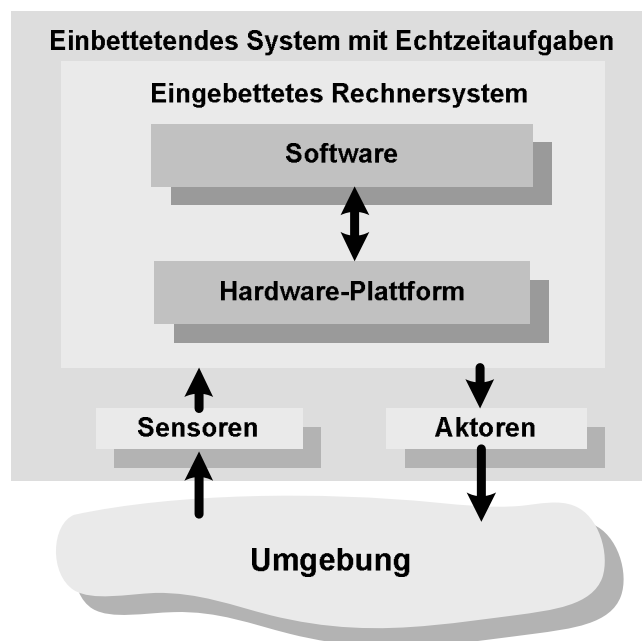 Einbettetendes System mit Echtzeitaufgaben
Eingebettetes Rechnersystem
Software
Hardware-Plattform
Sensoren
Aktoren
Umgebung